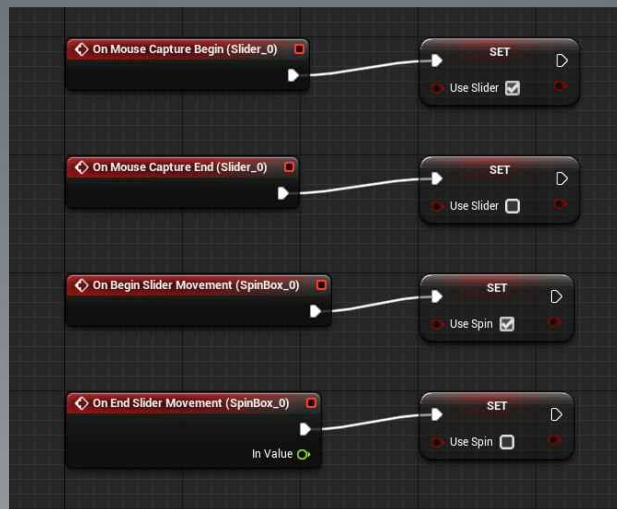 On Mouse Capture Begin (Slider_0)
SET
Use Slider
On Mouse Capture End (Slider_0)
SET
Use Slider
On Begin Slider Movement (SpinBox_0)
SET
Use Spin
On End Slider Movement (SpinBox_0)
SET
In Value
Use Spin